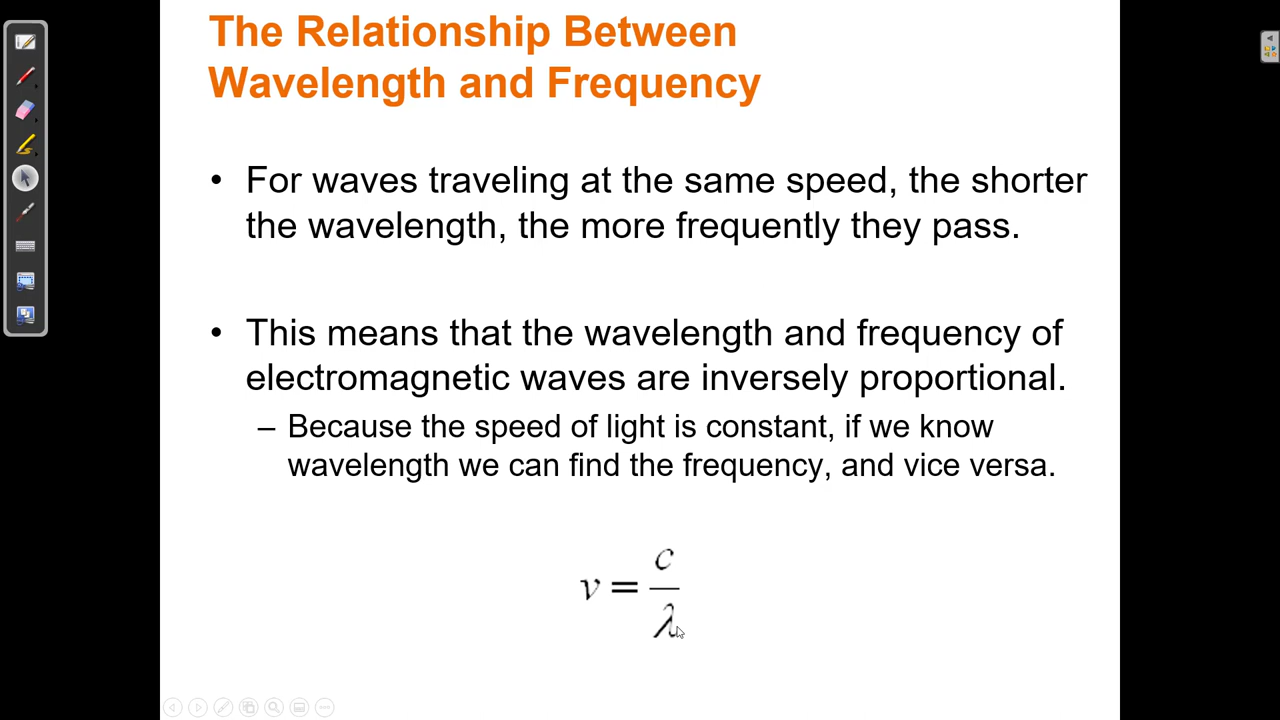 The Relationship Between
Wavelength and Frequency
• For waves traveling at the same speed, the shorter
the wavelength, the more frequently they pass.
• This means that the wavelength and frequency of
electromagnetic waves are inversely proportional.
– Because the speed of light is constant, if we know
wavelength we can find the frequency, and vice versa.
ν = c/λ